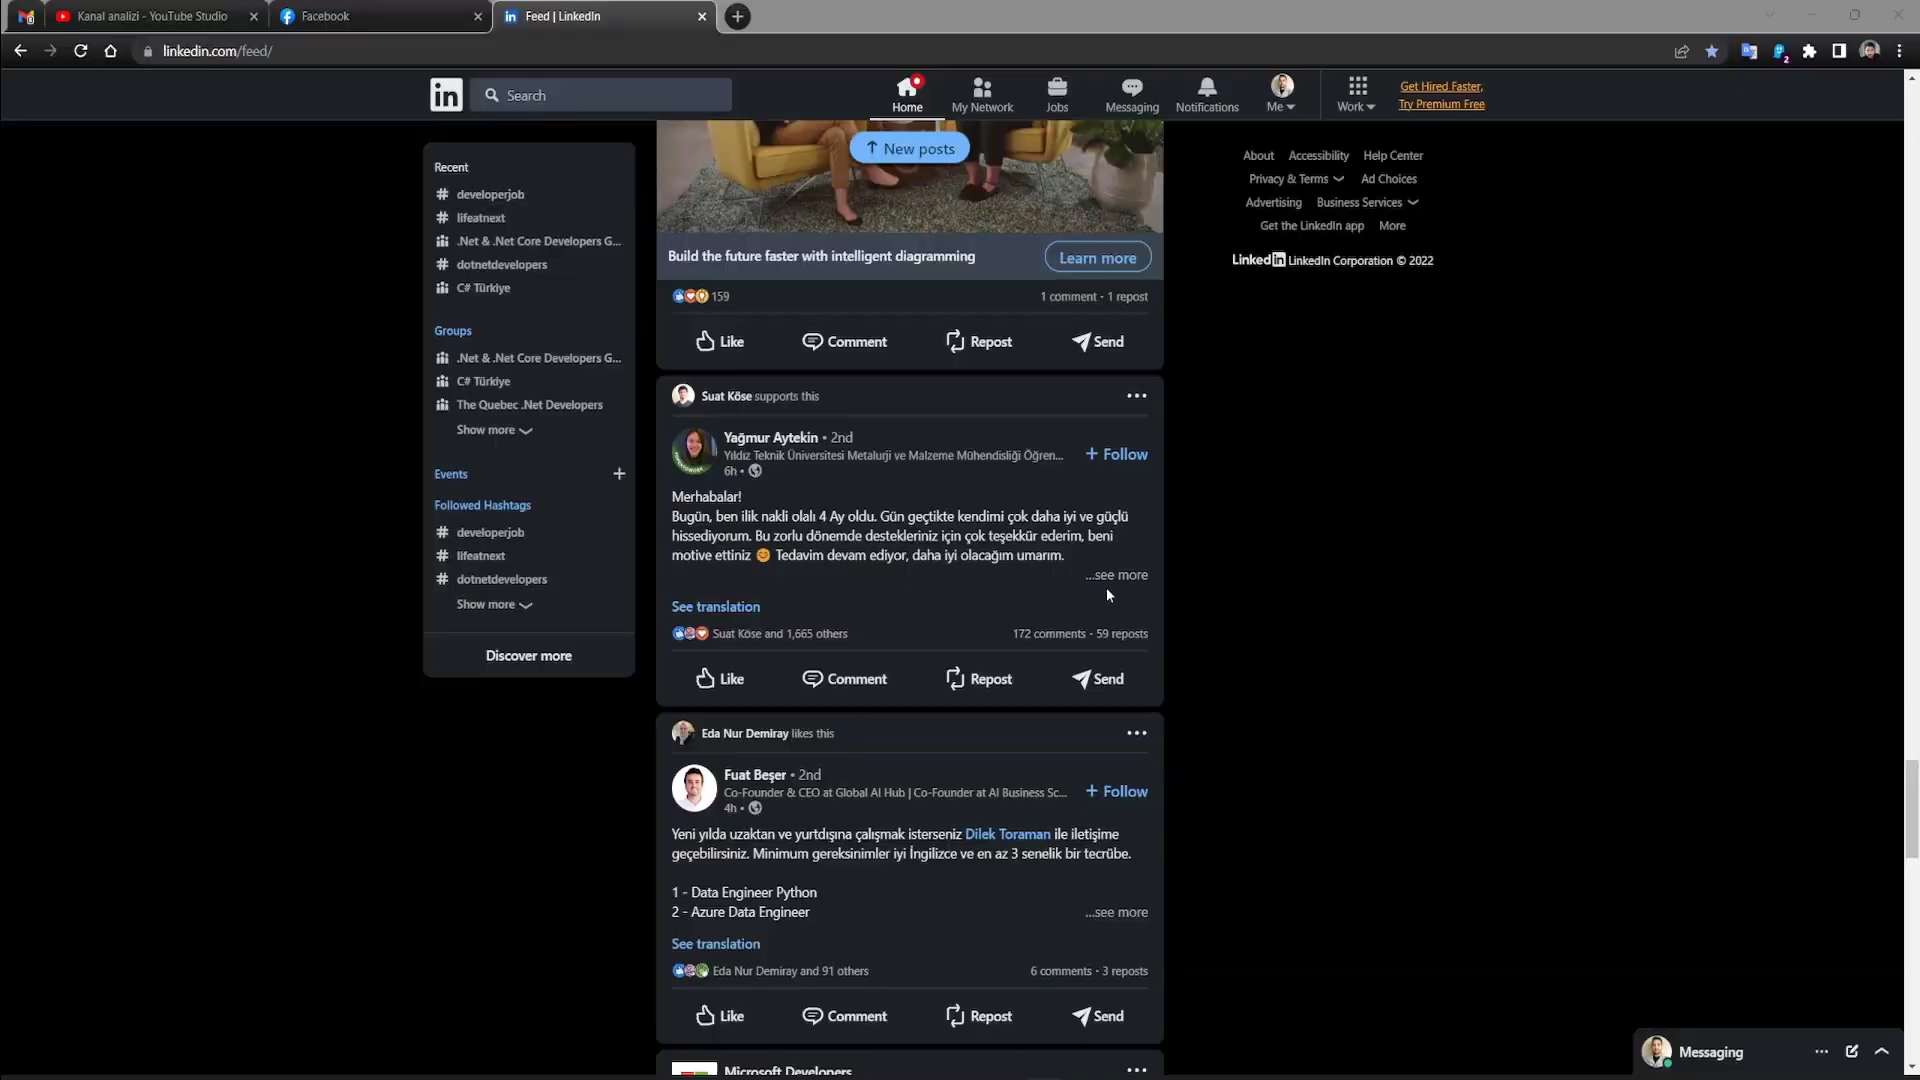 Kanal analizi - YouTube Studio
Facebook
Feed | LinkedIn
linkedin.com/feed/
2
in
Search
Home
My Network
Jobs
Messaging
Notifications
Me
Work
Get Hired Faster,
Try Premium Free
Recent
# developerjob
# lifeatnext
.Net & .Net Core Developers G...
# dotnetdevelopers
C# Türkiye
Groups
.Net & .Net Core Developers G...
C# Türkiye
The Quebec .Net Developers
Show more
Events
Followed Hashtags
# developerjob
# lifeatnext
# dotnetdevelopers
Show more
Discover more
↑ New posts
Build the future faster with intelligent diagramming
Learn more
159
1 comment • 1 repost
Like
Comment
Repost
Send
Suat Köse supports this
Yağmur Aytekin • 2nd
Yıldız Teknik Üniversitesi Metalurji ve Malzeme Mühendisliği Öğren...
6h •
+ Follow
Merhabalar!
Bugün, ben ilik nakli olalı 4 Ay oldu. Gün geçtikte kendimi çok daha iyi ve güçlü
hissediyorum. Bu zorlu dönemde destekleriniz için çok teşekkür ederim, beni
motive ettiniz 😊 Tedavim devam ediyor, daha iyi olacağım umarım.
...see more
See translation
Suat Köse and 1,665 others
172 comments • 59 reposts
Like
Comment
Repost
Send
Eda Nur Demiray likes this
Fuat Beşer • 2nd
Co-Founder & CEO at Global AI Hub | Co-Founder at AI Business Sc...
4h •
+ Follow
Yeni yılda uzaktan ve yurtdışına çalışmak isterseniz Dilek Toraman ile iletişime
geçebilirsiniz. Minimum gereksinimler iyi İngilizce ve en az 3 senelik bir tecrübe.
1 - Data Engineer Python
2 - Azure Data Engineer
...see more
See translation
Eda Nur Demiray and 91 others
6 comments • 3 reposts
Like
Comment
Repost
Send
Microsoft Developers
About
Accessibility
Help Center
Privacy & Terms
Ad Choices
Advertising
Business Services
Get the LinkedIn app
More
LinkedIn LinkedIn Corporation © 2022
Messaging